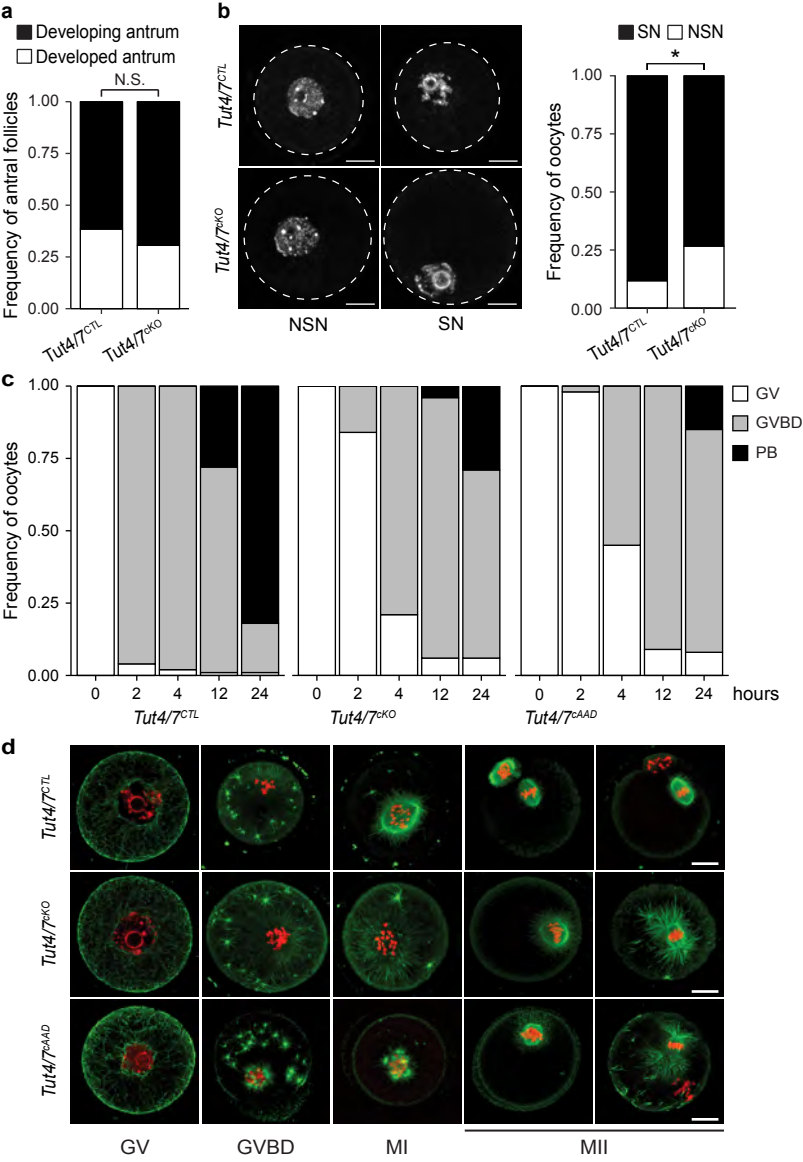 a
Developing antrum
Developed antrum
N.S.
Frequency of antral follicles
1.00
0.75
0.50
0.25
0.00
Tut4/7CTL
Tut4/7cKO
b
Tut4/7CTL
Tut4/7cKO
NSN
SN
SN NSN
*
Frequency of oocytes
1.00
0.75
0.50
0.25
0.00
Tut4/7CTL
Tut4/7cKO
c
Frequency of oocytes
1.00
0.75
0.50
0.25
0.00
GV
GVBD
PB
0 2 4 12 24 0 2 4 12 24 0 2 4 12 24 hours
Tut4/7CTL Tut4/7cKO Tut4/7cAAD
d
Tut4/7CTL
Tut4/7cKO
Tut4/7cAAD
GV GVBD MI MII